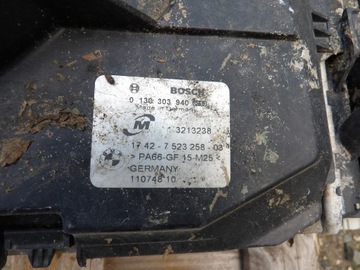 BOSCH
0 130 303 940
Made in Germany
M
3213238
17 42 - 7 523 258 - 03
> PA66-GF 15-M25 <
GERMANY
110748 10